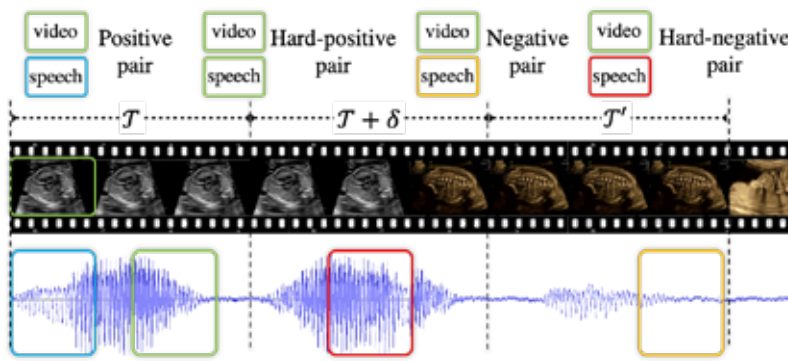 video Positive video Hard-positive video Negative video Hard-negative
speech pair speech pair speech pair speech pair
𝒯 𝒯 + δ 𝒯′